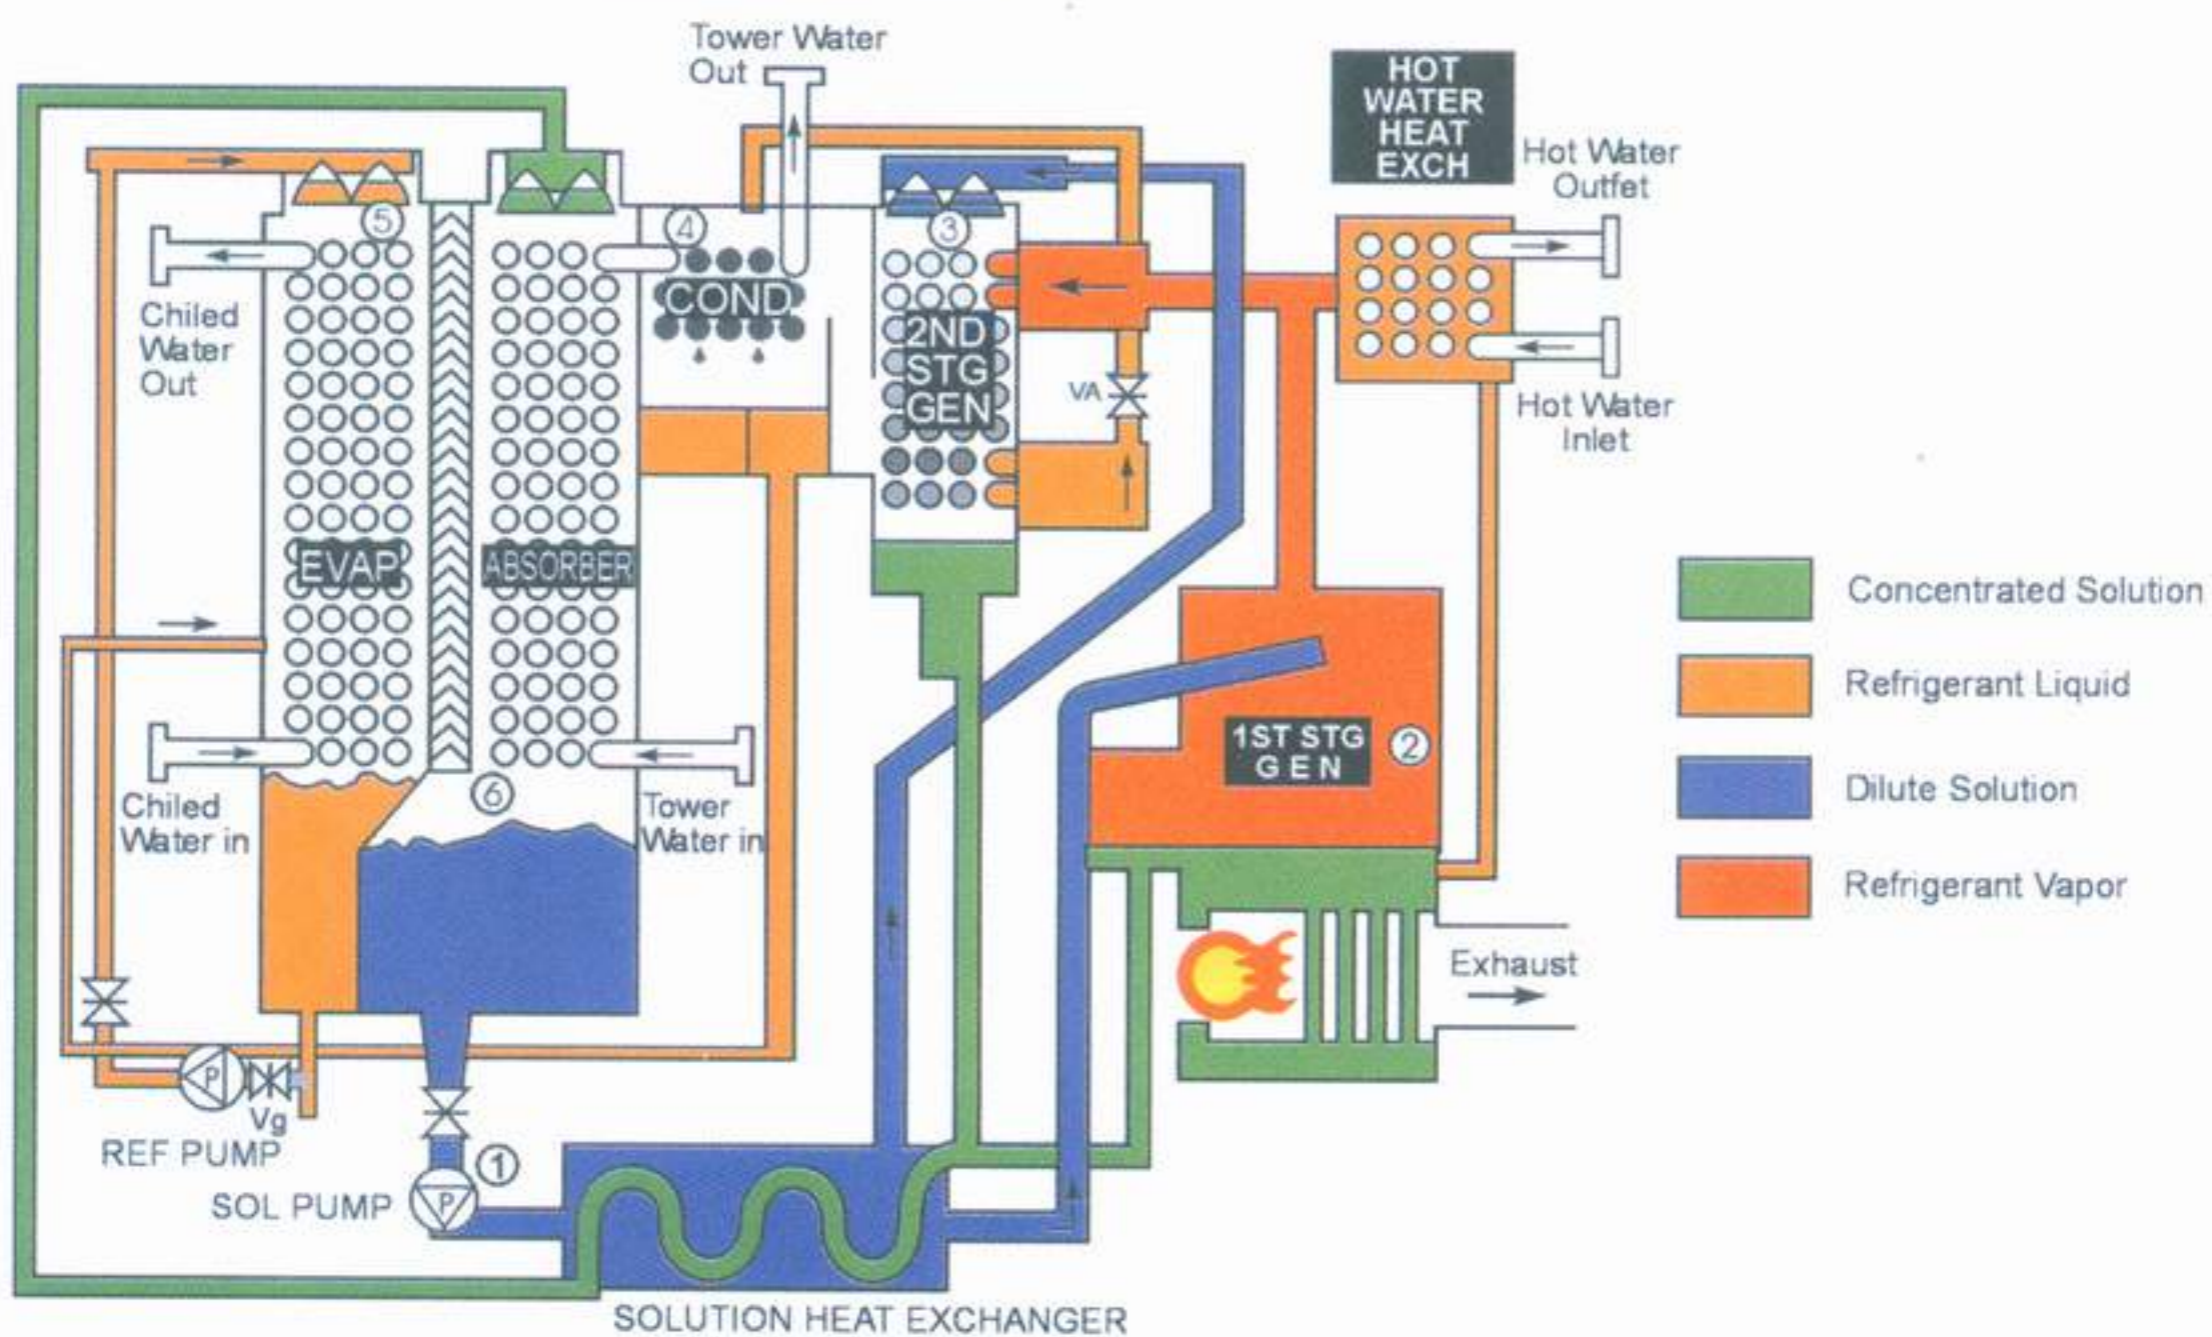 Tower Water
Out
HOT
WATER
HEAT
EXCH
Hot Water
Outfet
5
4
3
Chiled
Water
Out
COND
2ND
STG
GEN
VA
Hot Water
Inlet
EVAP
ABSORBER
Concentrated Solution
Refrigerant Liquid
1ST STG
GEN
2
Dilute Solution
6
Chiled
Water in
Tower
Water in
Refrigerant Vapor
Exhaust
P
Vg
REF PUMP
1
SOL PUMP
P
SOLUTION HEAT EXCHANGER